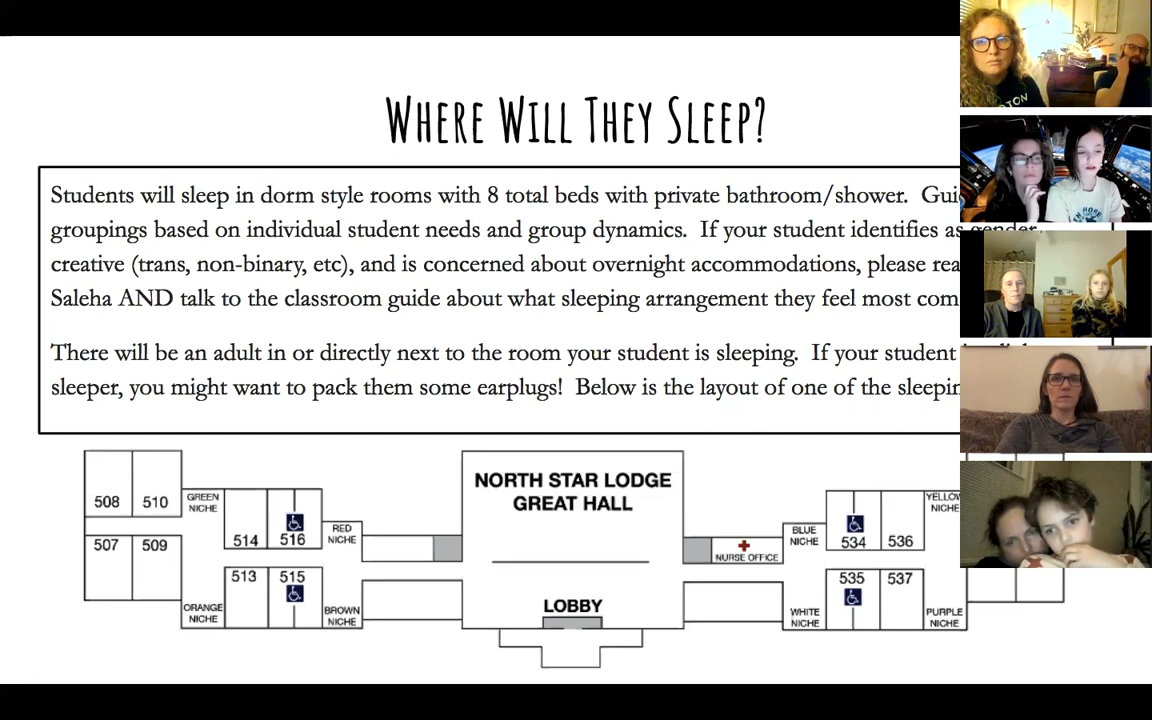 WHERE WILL THEY SLEEP?
Students will sleep in dorm style rooms with 8 total beds with private bathroom/shower.
groupings based on individual student needs and group dynamics. If your student identifies as gender
creative (trans, non-binary, etc), and is concerned about overnight accommodations, please
Saleha AND talk to the classroom guide about what sleeping arrangement they feel most
There will be an adult in or directly next to the room your student is sleeping. If your student
sleeper, you might want to pack them some earplugs! Below is the layout of one of the
508 510 GREEN NICHE
514 516 RED NICHE
507 509
513 515
ORANGE NICHE
BROWN NICHE
NORTH STAR LODGE
GREAT HALL
LOBBY
NURSE OFFICE
BLUE NICHE
534 536
YELLOW NICHE
535 537
WHITE NICHE
PURPLE NICHE